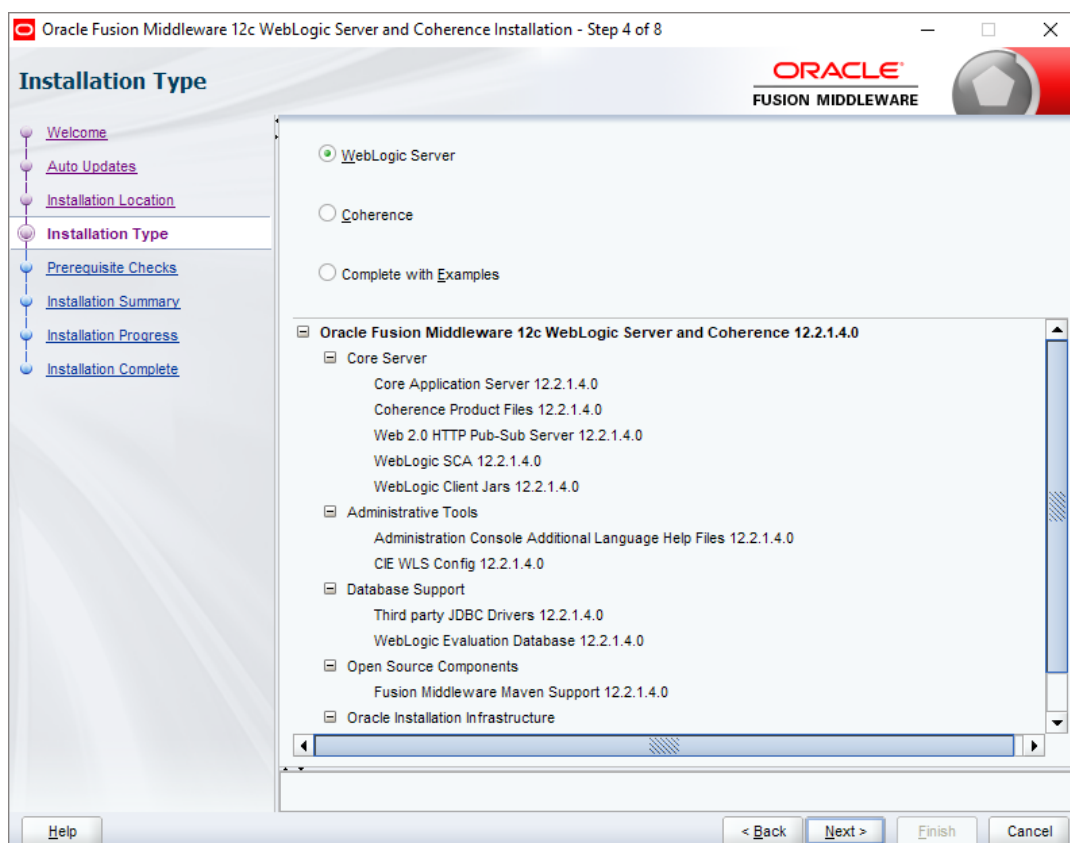 Oracle Fusion Middleware 12c WebLogic Server and Coherence Installation - Step 4 of 8
Installation Type
ORACLE
FUSION MIDDLEWARE
Welcome
Auto Updates
Installation Location
Installation Type
Prerequisite Checks
Installation Summary
Installation Progress
Installation Complete
WebLogic Server
Coherence
Complete with Examples
Oracle Fusion Middleware 12c WebLogic Server and Coherence 12.2.1.4.0
Core Server
Core Application Server 12.2.1.4.0
Coherence Product Files 12.2.1.4.0
Web 2.0 HTTP Pub-Sub Server 12.2.1.4.0
WebLogic SCA 12.2.1.4.0
WebLogic Client Jars 12.2.1.4.0
Administrative Tools
Administration Console Additional Language Help Files 12.2.1.4.0
CIE WLS Config 12.2.1.4.0
Database Support
Third party JDBC Drivers 12.2.1.4.0
WebLogic Evaluation Database 12.2.1.4.0
Open Source Components
Fusion Middleware Maven Support 12.2.1.4.0
Oracle Installation Infrastructure
Help
< Back
Next >
Finish
Cancel